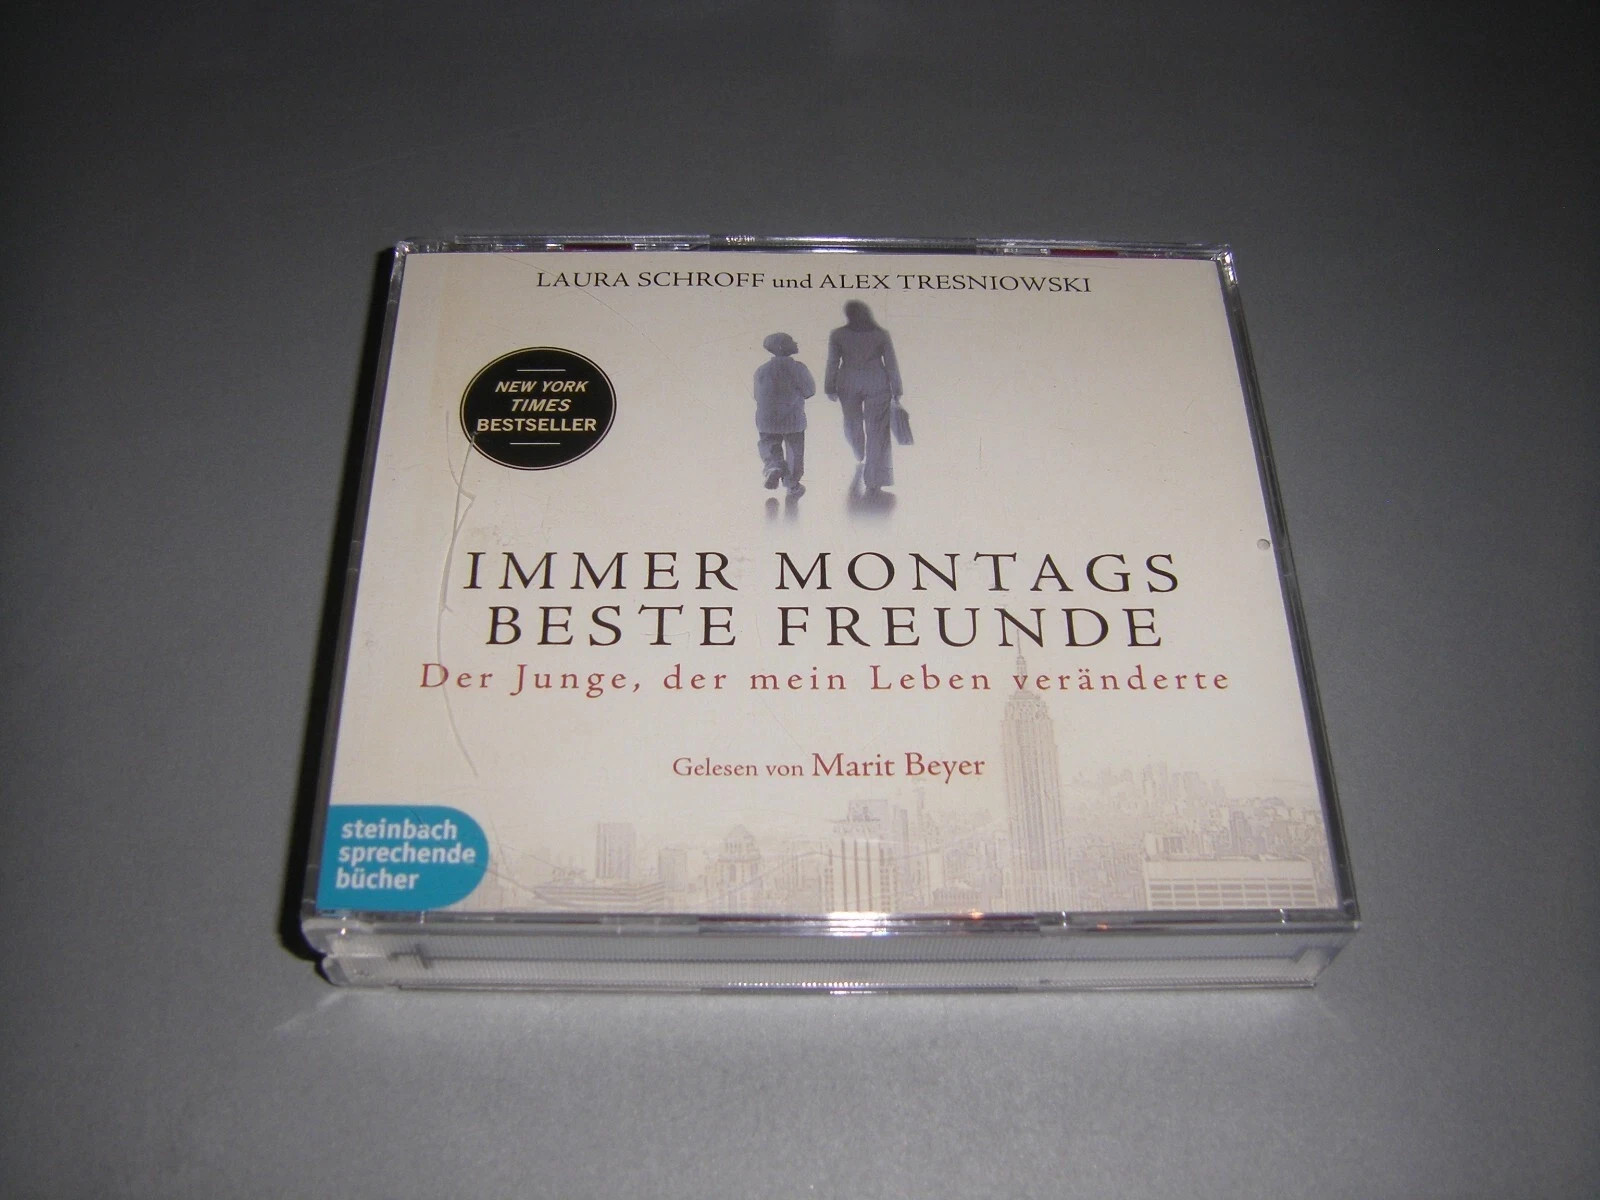 LAURA SCHROFF und ALEX TRESNIOWSKI
NEW YORK
TIMES
BESTSELLER
IMMER MONTAGS
BESTE FREUNDE
Der Junge, der mein Leben veränderte
Gelesen von Marit Beyer
steinbach
sprechende
bücher